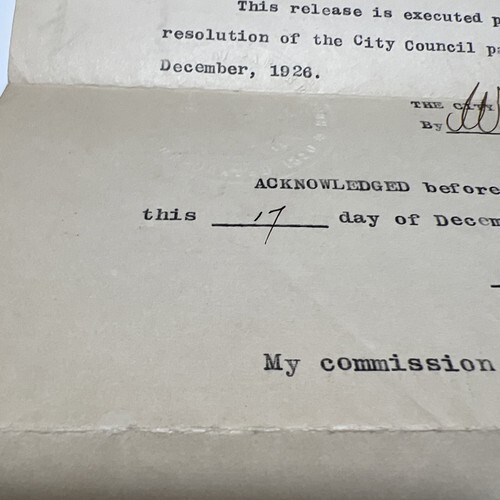 This release is executed
resolution of the City Council
December, 1926.
THE CITY
By
ACKNOWLEDGED before
this 17 day of Decem
My commission